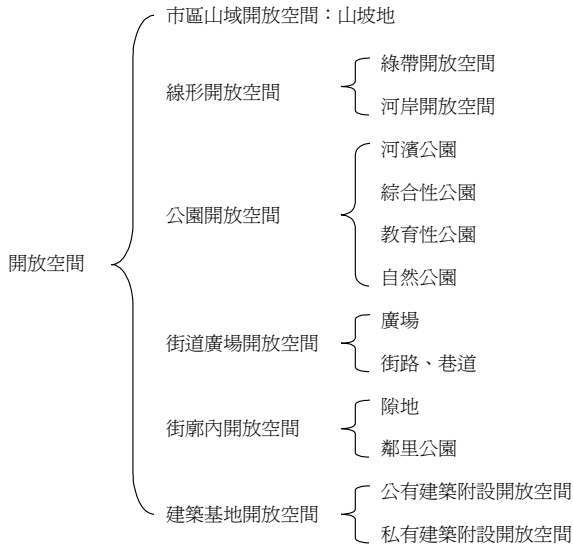 市區山域開放空間：山坡地
綠帶開放空間
線形開放空間
河岸開放空間
河濱公園
綜合性公園
公園開放空間
教育性公園
開放空間
自然公園
廣場
街道廣場開放空間
街路、巷道
隙地
街廓內開放空間
鄰里公園
公有建築附設開放空間
建築基地開放空間
私有建築附設開放空間